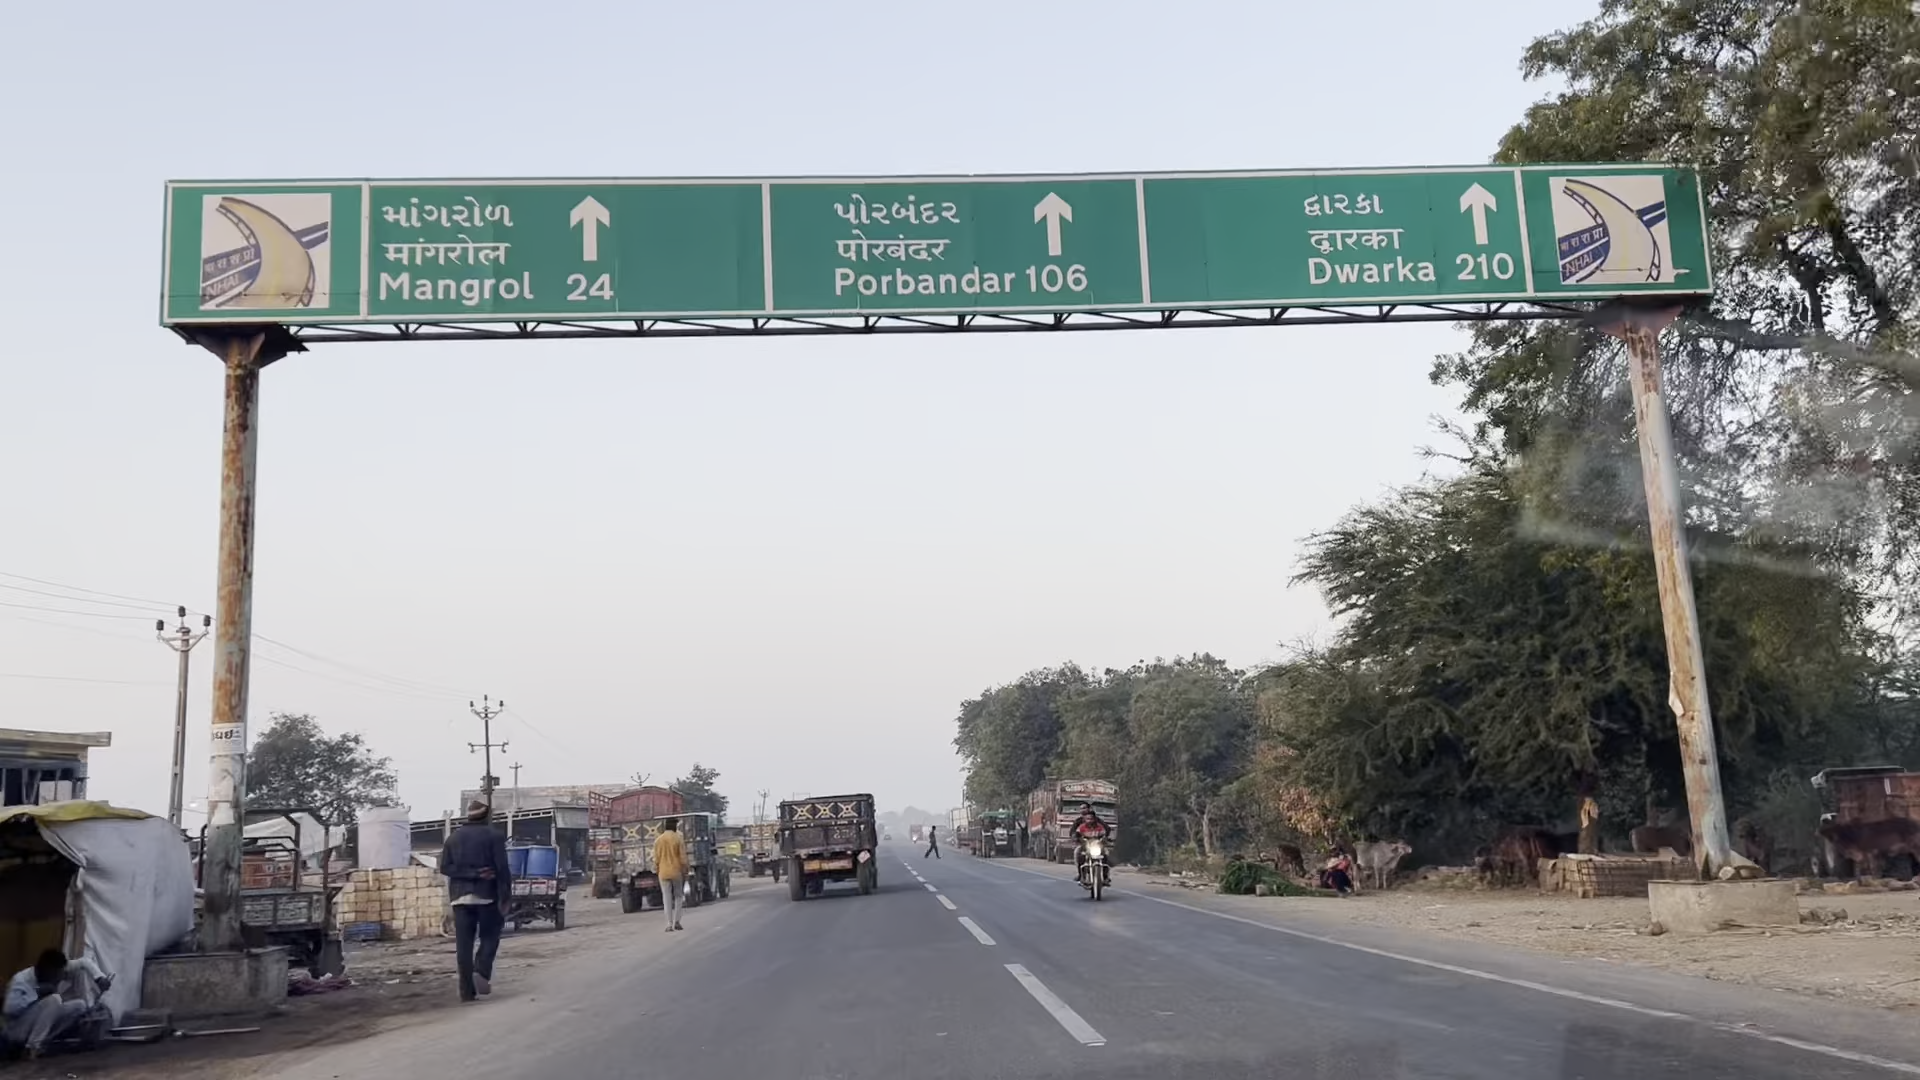 भा रा रा प्रा
NHAI
માંગરોળ
मांगरोल
Mangrol 24
પોરબંદર
पोरबंदर
Porbandar 106
દ્વારકા
द्वारका
Dwarka 210
भा रा रा प्रा
NHAI